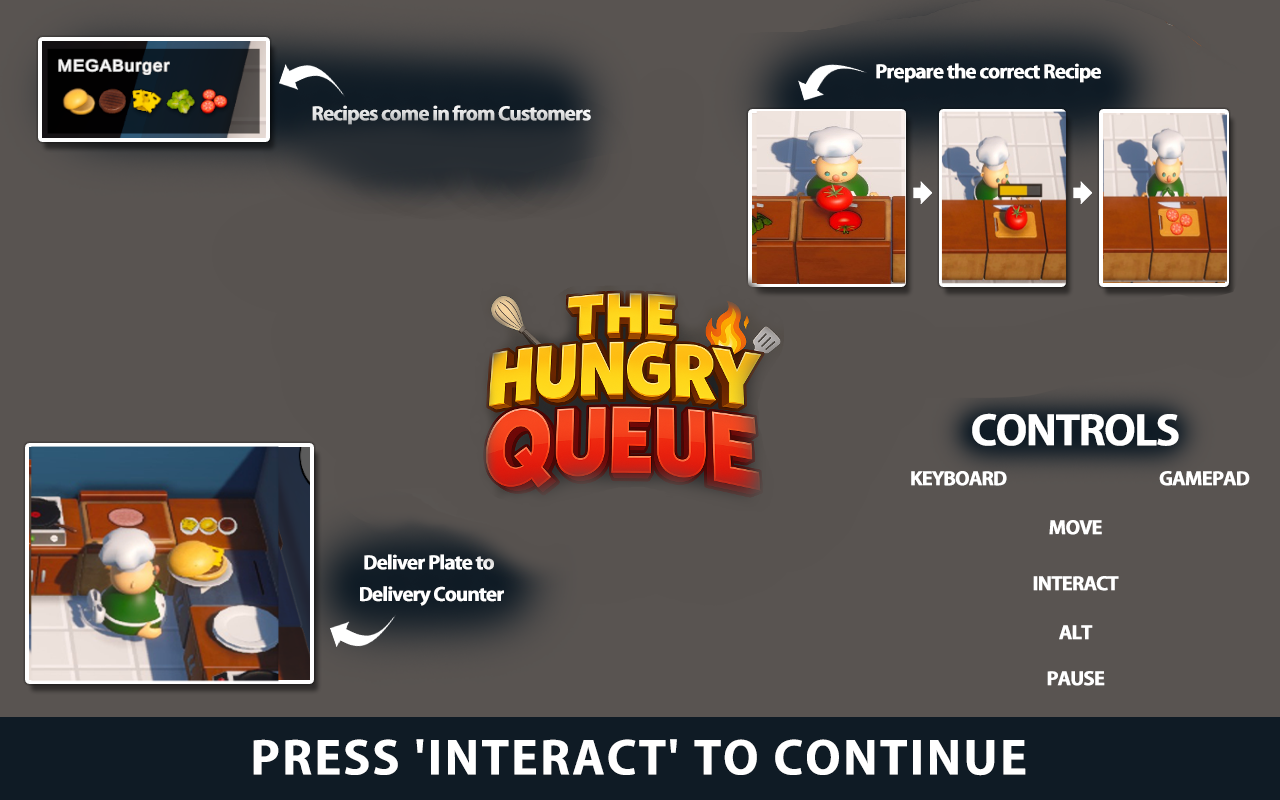 MEGABurger
Recipes come in from Customers
Prepare the correct Recipe
THE
HUNGRY
QUEUE
Deliver Plate to
Delivery Counter
CONTROLS
KEYBOARD GAMEPAD
MOVE
INTERACT
ALT
PAUSE
PRESS 'INTERACT' TO CONTINUE